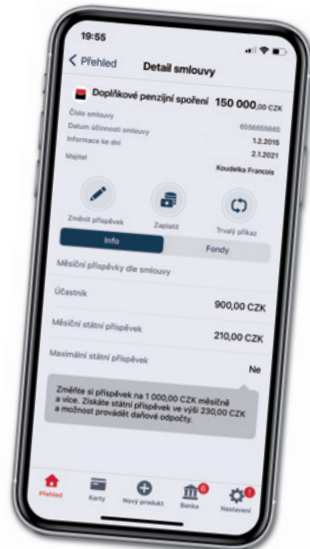 19:55
Přehled
Detail smlouvy
Doplňkové penzijní spoření 150 000,00 CZK
Číslo smlouvy 6556655665
Datum účinnosti smlouvy 1.2.2015
Informace ke dni 2.1.2021
Majitel Koudelka Francois
Změnit příspěvek
Zaplatit
Trvalý příkaz
Info
Fondy
Měsíční příspěvky dle smlouvy
Účastník 900,00 CZK
Měsíční státní příspěvek 210,00 CZK
Maximální státní příspěvek Ne
Změňte si příspěvek na 1 000,00 CZK měsíčně
a více. Získáte státní příspěvek ve výši 230,00 CZK
a možnost provádět daňové odpočty.
6
!
Přehled
Karty
Nový produkt
Banka
Nastavení